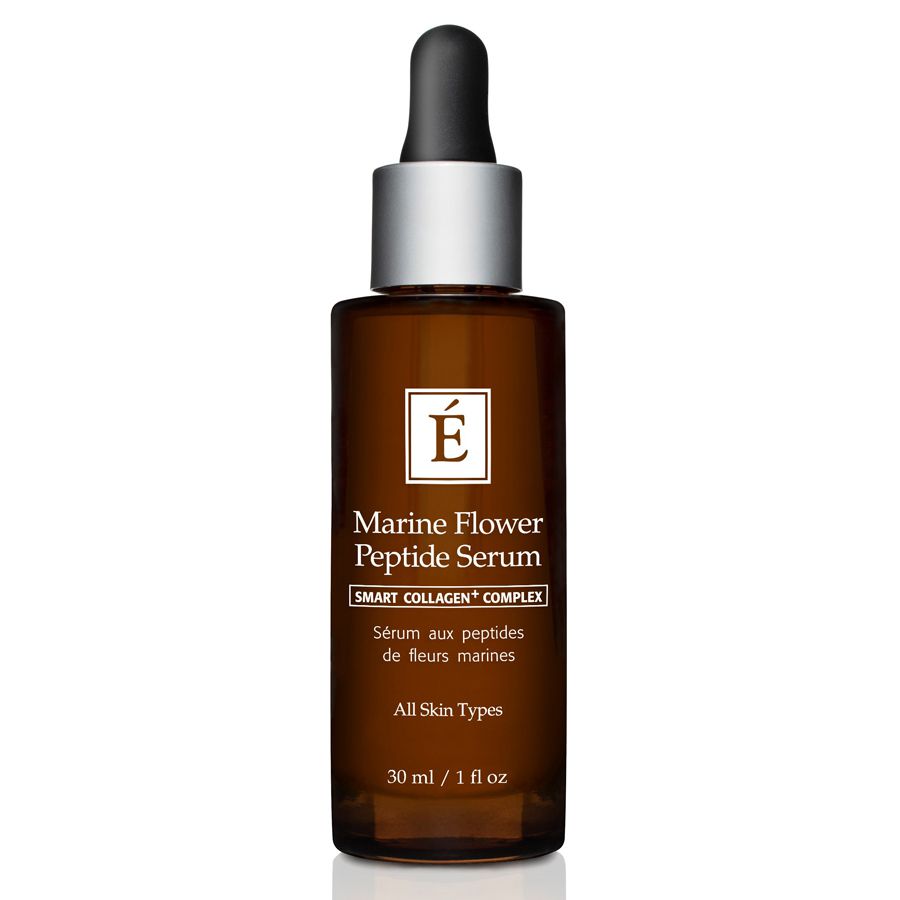 É
Marine Flower
Peptide Serum
SMART COLLAGEN+ COMPLEX
Sérum aux peptides
de fleurs marines
All Skin Types
30 ml / 1 fl oz